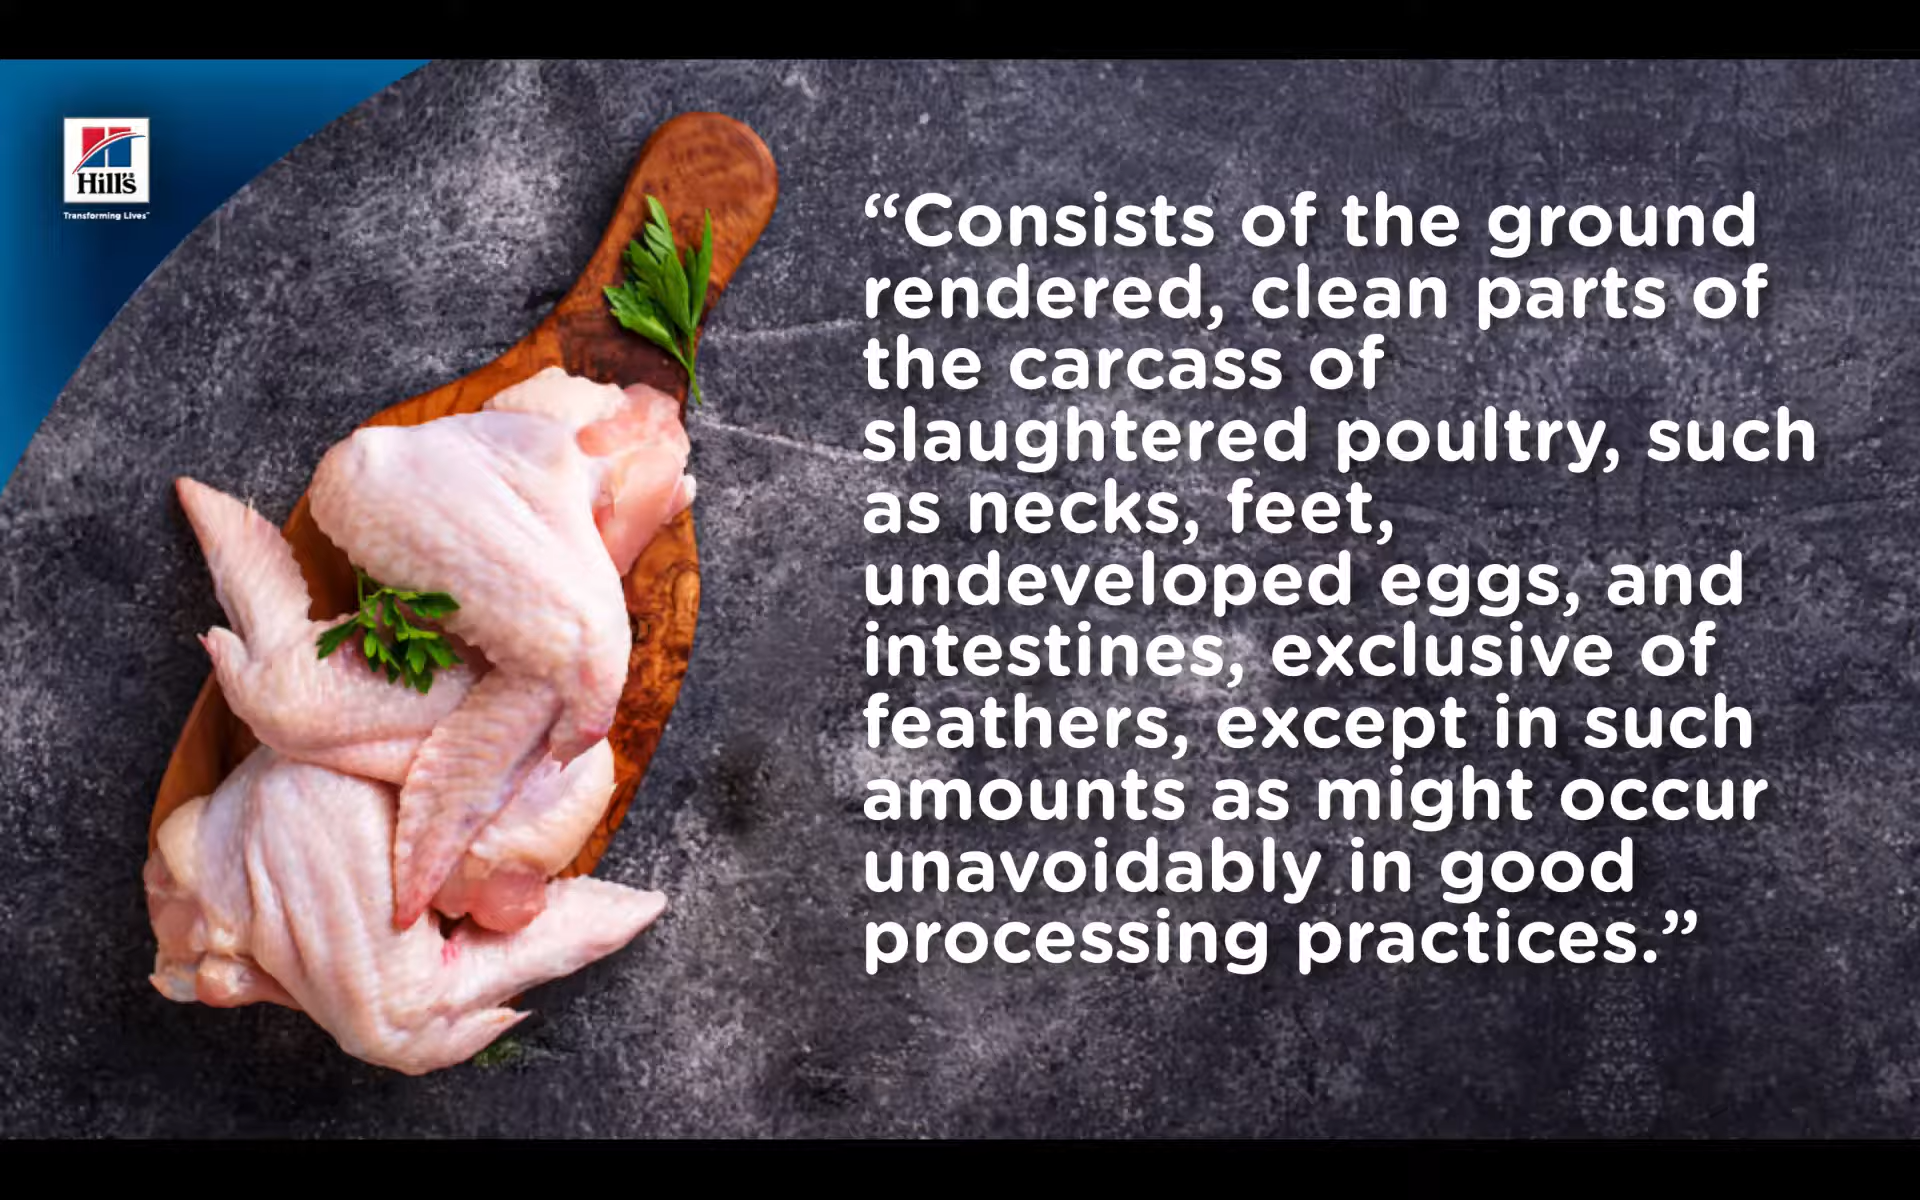 Hill's
Transforming Lives™
“Consists of the ground
rendered, clean parts of
the carcass of
slaughtered poultry, such
as necks, feet,
undeveloped eggs, and
intestines, exclusive of
feathers, except in such
amounts as might occur
unavoidably in good
processing practices.”